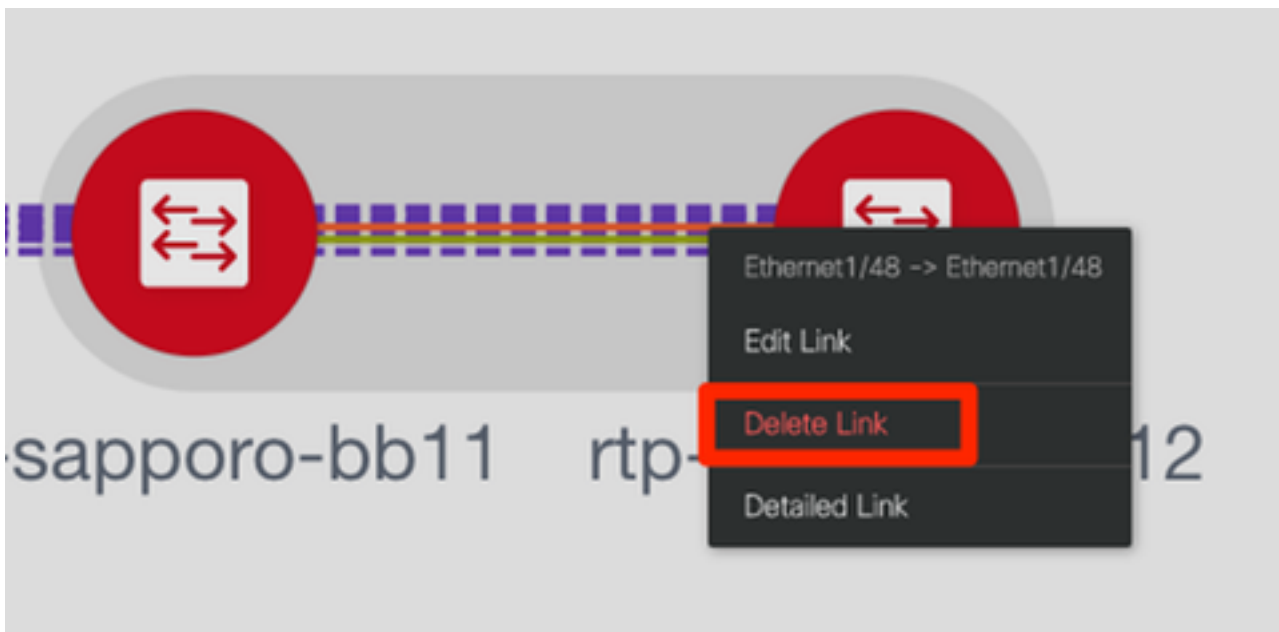 Ethernet1/48 -> Ethernet1/48
Edit Link
Delete Link
-sapporo-bb11 rtp- 12
Detailed Link